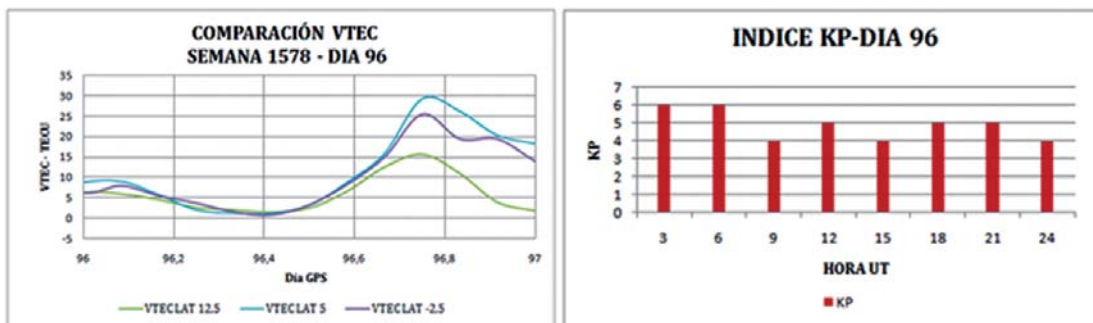 COMPARACIÓN VTEC
SEMANA 1578 - DIA 96
VTEC - TECU
35
30
25
20
15
10
5
0
-5
96
96,2
96,4
96,6
96,8
97
Día GPS
VTECLAT 12.5
VTECLAT 5
VTECLAT -2.5
INDICE KP-DIA 96
KP
7
6
5
4
3
2
1
0
3
6
9
12
15
18
21
24
HORA UT
KP